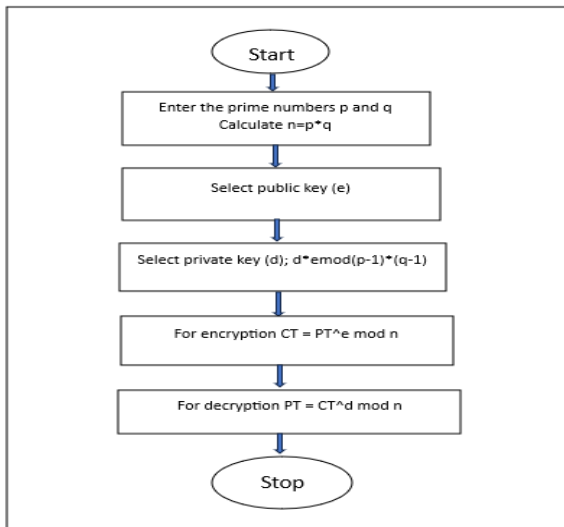 Start
Enter the prime numbers p and q
Calculate n=p*q
Select public key (e)
Select private key (d); d*emod(p-1)*(q-1)
For encryption CT = PT^e mod n
For decryption PT = CT^d mod n
Stop